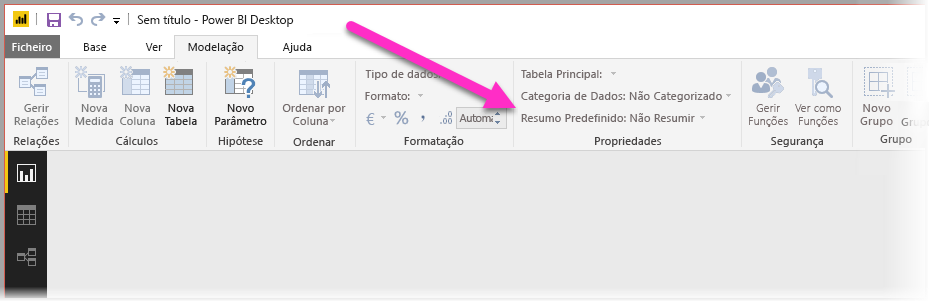 Sem título - Power BI Desktop
Ficheiro Base Ver Modelação Ajuda
Gerir Relações
Relações
Nova Medida
Nova Coluna
Nova Tabela
Cálculos
Novo Parâmetro
Hipótese
Ordenar por Coluna
Ordenar
Tipo de dados:
Formato:
€ % , .00
Formatação
Tabela Principal:
Categoria de Dados: Não Categorizado
Resumo Predefinido: Não Resumir
Propriedades
Gerir Funções
Ver como Funções
Segurança
Novo Grupo
Grupo